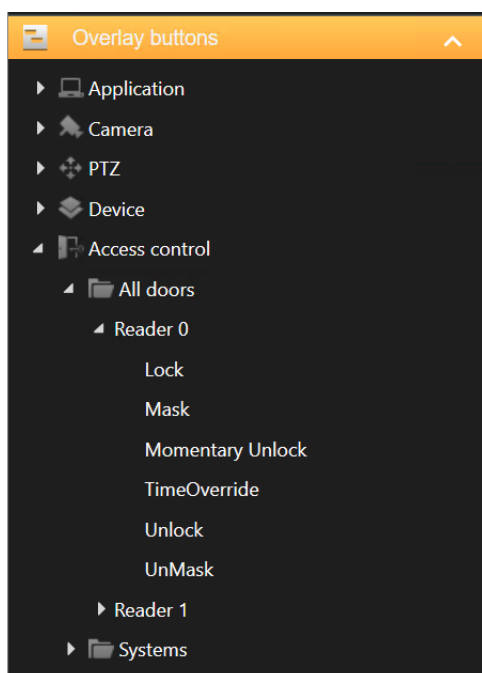 Overlay buttons
Application
Camera
PTZ
Device
Access control
All doors
Reader 0
Lock
Mask
Momentary Unlock
TimeOverride
Unlock
UnMask
Reader 1
Systems